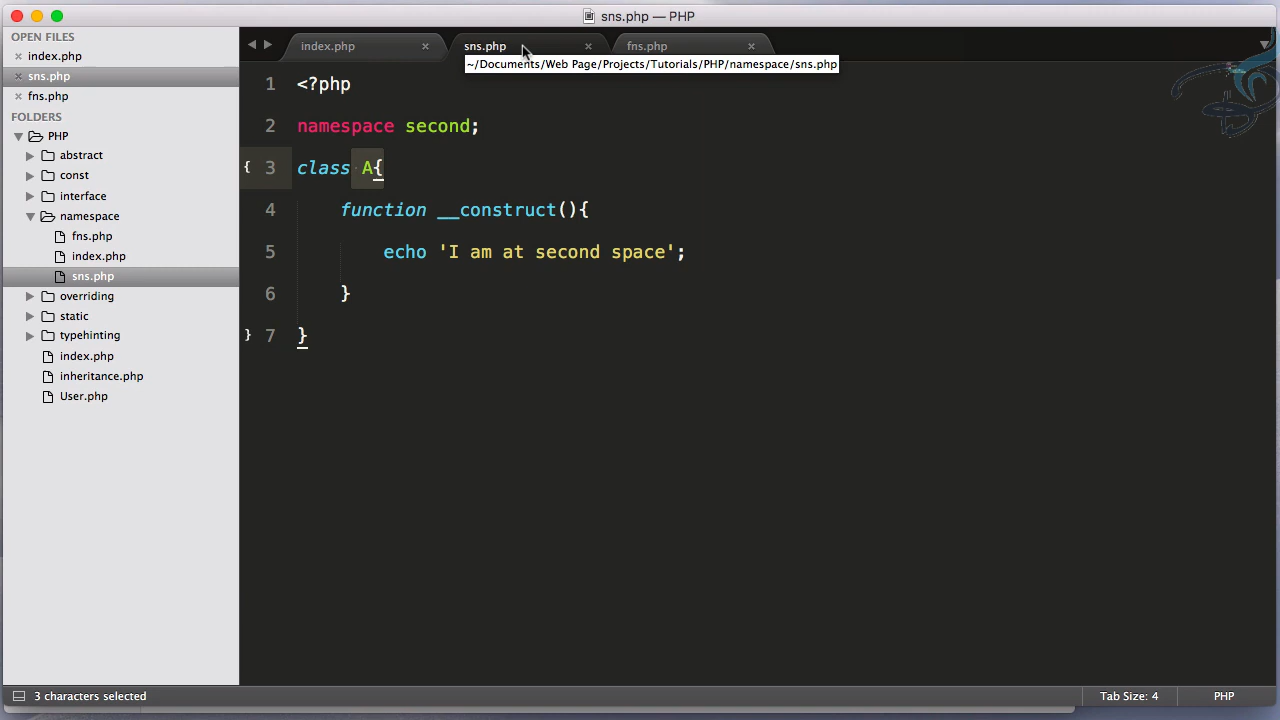 sns.php — PHP
OPEN FILES
index.php
sns.php
fns.php
FOLDERS
PHP
abstract
const
interface
namespace
fns.php
index.php
sns.php
overriding
static
typehinting
index.php
inheritance.php
User.php
index.php
sns.php
fns.php
~/Documents/Web Page/Projects/Tutorials/PHP/namespace/sns.php
1 <?php
2 namespace second;
{ 3 class A{
4 function __construct(){
5 echo 'I am at second space';
6 }
} 7 }
3 characters selected
Tab Size: 4
PHP